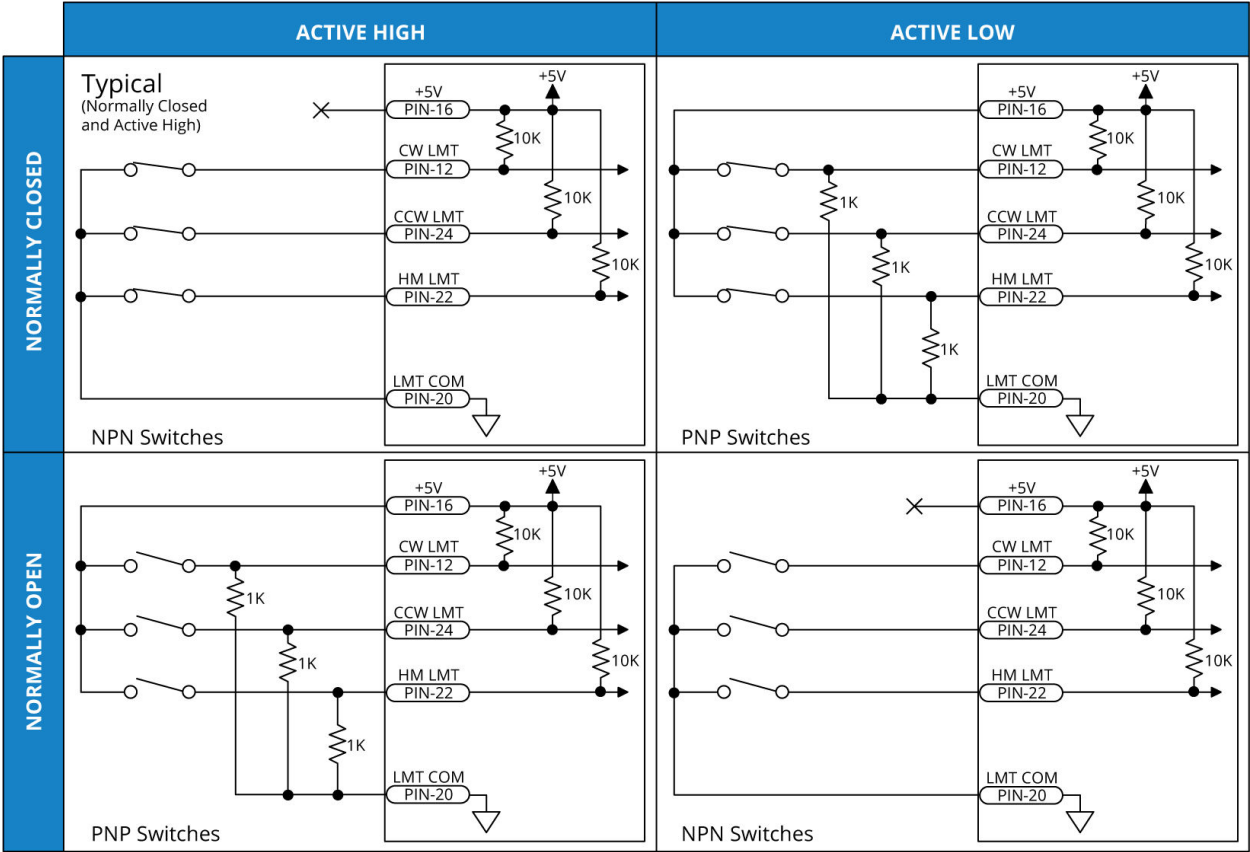 ACTIVE HIGH
ACTIVE LOW
NORMALLY CLOSED
Typical
(Normally Closed
and Active High)
+5V
+5V
PIN-16
10K
CW LMT
PIN-12
10K
CCW LMT
PIN-24
10K
HM LMT
PIN-22
LMT COM
PIN-20
NPN Switches
+5V
+5V
PIN-16
10K
CW LMT
PIN-12
1K
10K
CCW LMT
PIN-24
1K
10K
HM LMT
PIN-22
1K
LMT COM
PIN-20
PNP Switches
NORMALLY OPEN
+5V
+5V
PIN-16
10K
CW LMT
PIN-12
1K
10K
CCW LMT
PIN-24
1K
10K
HM LMT
PIN-22
1K
LMT COM
PIN-20
PNP Switches
+5V
+5V
PIN-16
10K
CW LMT
PIN-12
10K
CCW LMT
PIN-24
10K
HM LMT
PIN-22
LMT COM
PIN-20
NPN Switches